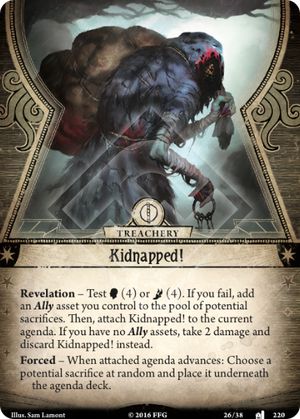 TREACHERY
Kidnapped!
Revelation – Test (4) or (4). If you fail, add
an Ally asset you control to the pool of potential
sacrifices. Then, attach Kidnapped! to the current
agenda. If you have no Ally assets, take 2 damage and
discard Kidnapped! instead.
Forced – When attached agenda advances: Choose a
potential sacrifice at random and place it underneath
the agenda deck.
Illus. Sam Lamont © 2016 FFG 26/38 220